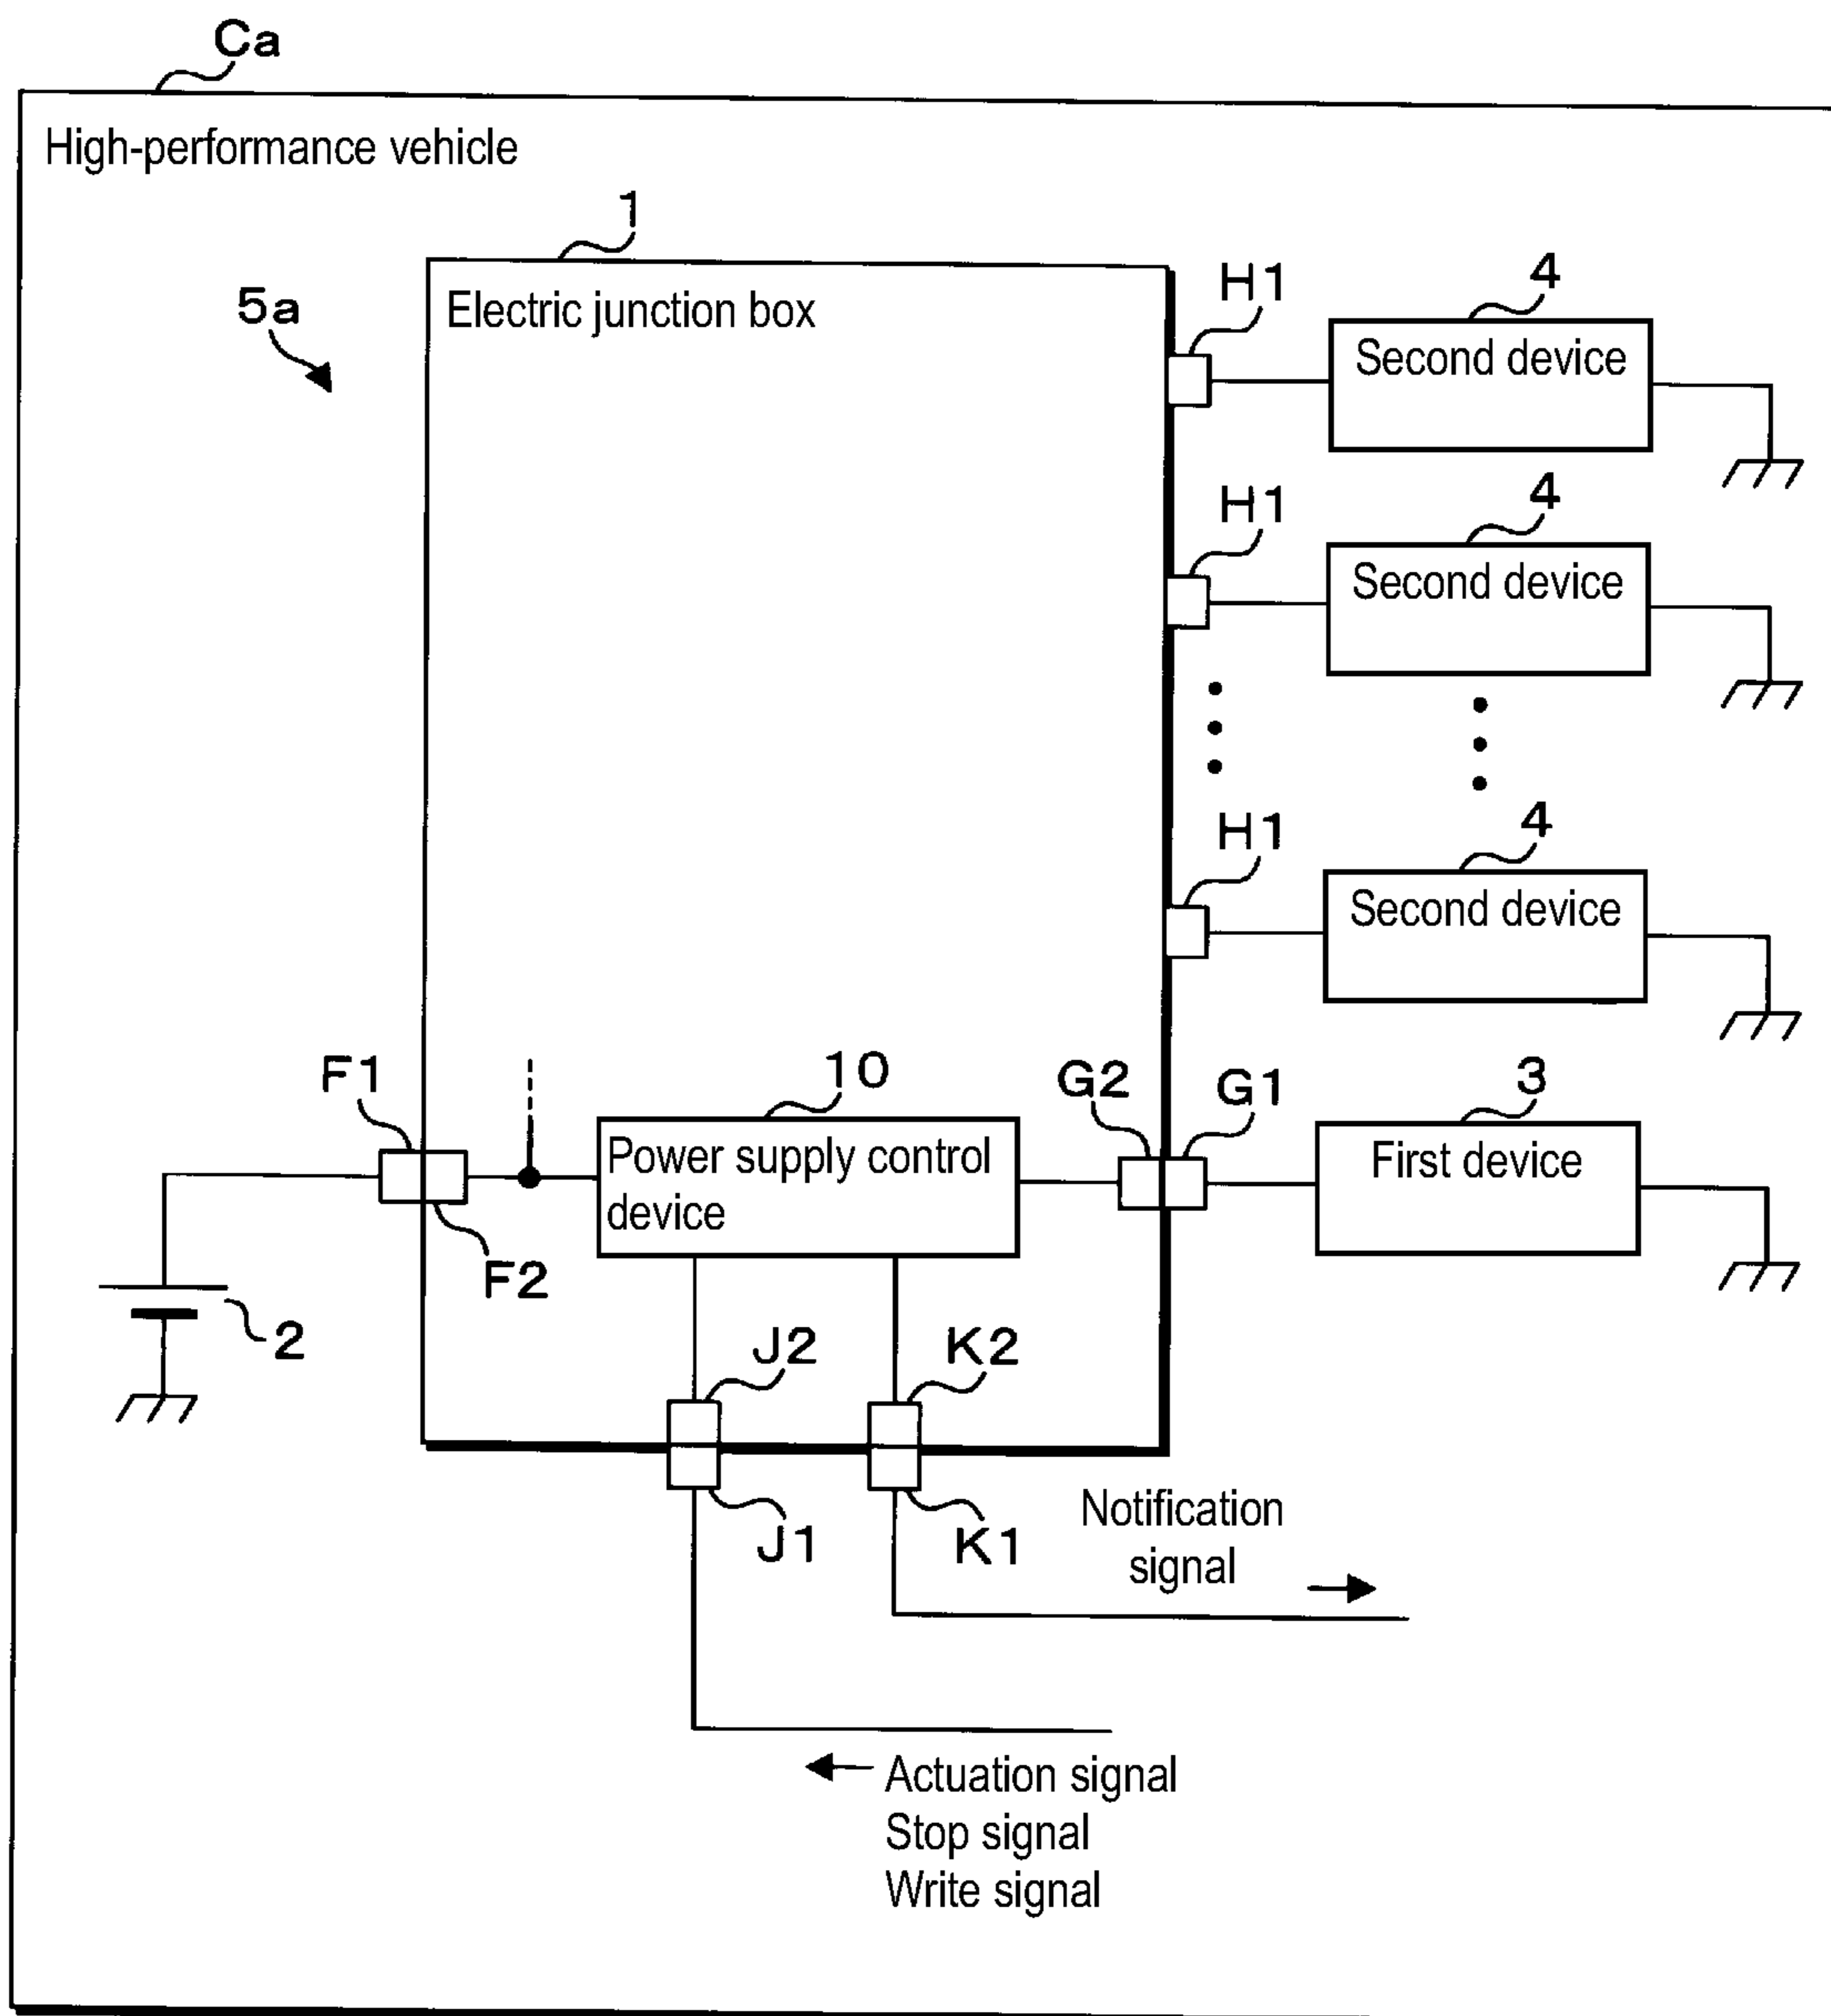 Ca
High-performance vehicle
1
5a
Electric junction box
H1
4
Second device
H1
4
Second device
H1
4
Second device
F1
10
G2
G1
3
Power supply control
device
First device
F2
2
J2
K2
J1
K1
Notification
signal
Actuation signal
Stop signal
Write signal